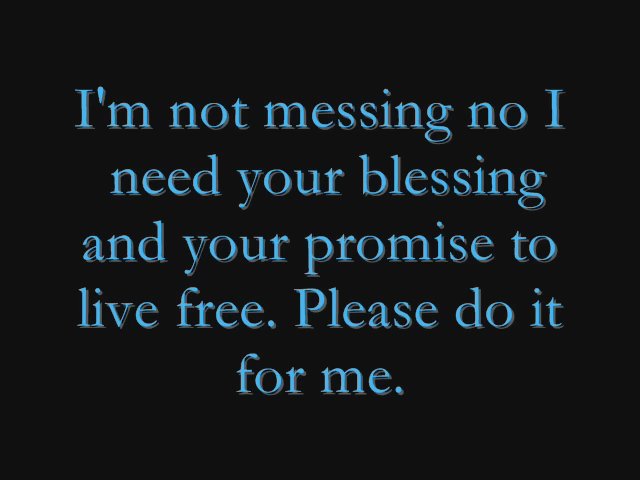 I'm not messing no I
need your blessing
and your promise to
live free. Please do it
for me.